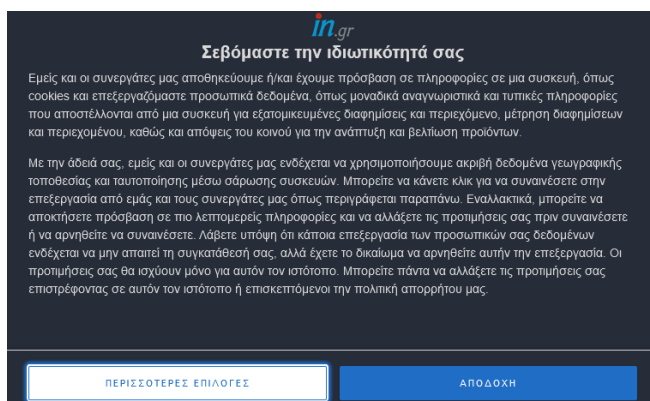 in.gr
Σεβόμαστε την ιδιωτικότητά σας
Εμείς και οι συνεργάτες μας αποθηκεύουμε ή/και έχουμε πρόσβαση σε πληροφορίες σε μια συσκευή, όπως
cookies και επεξεργαζόμαστε προσωπικά δεδομένα, όπως μοναδικά αναγνωριστικά και τυπικές πληροφορίες
που αποστέλλονται από μια συσκευή για εξατομικευμένες διαφημίσεις και περιεχόμενο, μέτρηση διαφημίσεων
και περιεχομένου, καθώς και απόψεις του κοινού για την ανάπτυξη και βελτίωση προϊόντων.
Με την άδειά σας, εμείς και οι συνεργάτες μας ενδέχεται να χρησιμοποιήσουμε ακριβή δεδομένα γεωγραφικής
τοποθεσίας και ταυτοποίησης μέσω σάρωσης συσκευών. Μπορείτε να κάνετε κλικ για να συναινέσετε στην
επεξεργασία από εμάς και τους συνεργάτες μας όπως περιγράφεται παραπάνω. Εναλλακτικά, μπορείτε να
αποκτήσετε πρόσβαση σε πιο λεπτομερείς πληροφορίες και να αλλάξετε τις προτιμήσεις σας πριν συναινέσετε
ή να αρνηθείτε να συναινέσετε. Λάβετε υπόψη ότι κάποια επεξεργασία των προσωπικών σας δεδομένων
ενδέχεται να μην απαιτεί τη συγκατάθεσή σας, αλλά έχετε το δικαίωμα να αρνηθείτε αυτήν την επεξεργασία. Οι
προτιμήσεις σας θα ισχύουν μόνο για αυτόν τον ιστότοπο. Μπορείτε πάντα να αλλάξετε τις προτιμήσεις σας
επιστρέφοντας σε αυτόν τον ιστότοπο ή επισκεπτόμενοι την πολιτική απορρήτου μας.
ΠΕΡΙΣΣΟΤΕΡΕΣ ΕΠΙΛΟΓΕΣ
ΑΠΟΔΟΧΗ